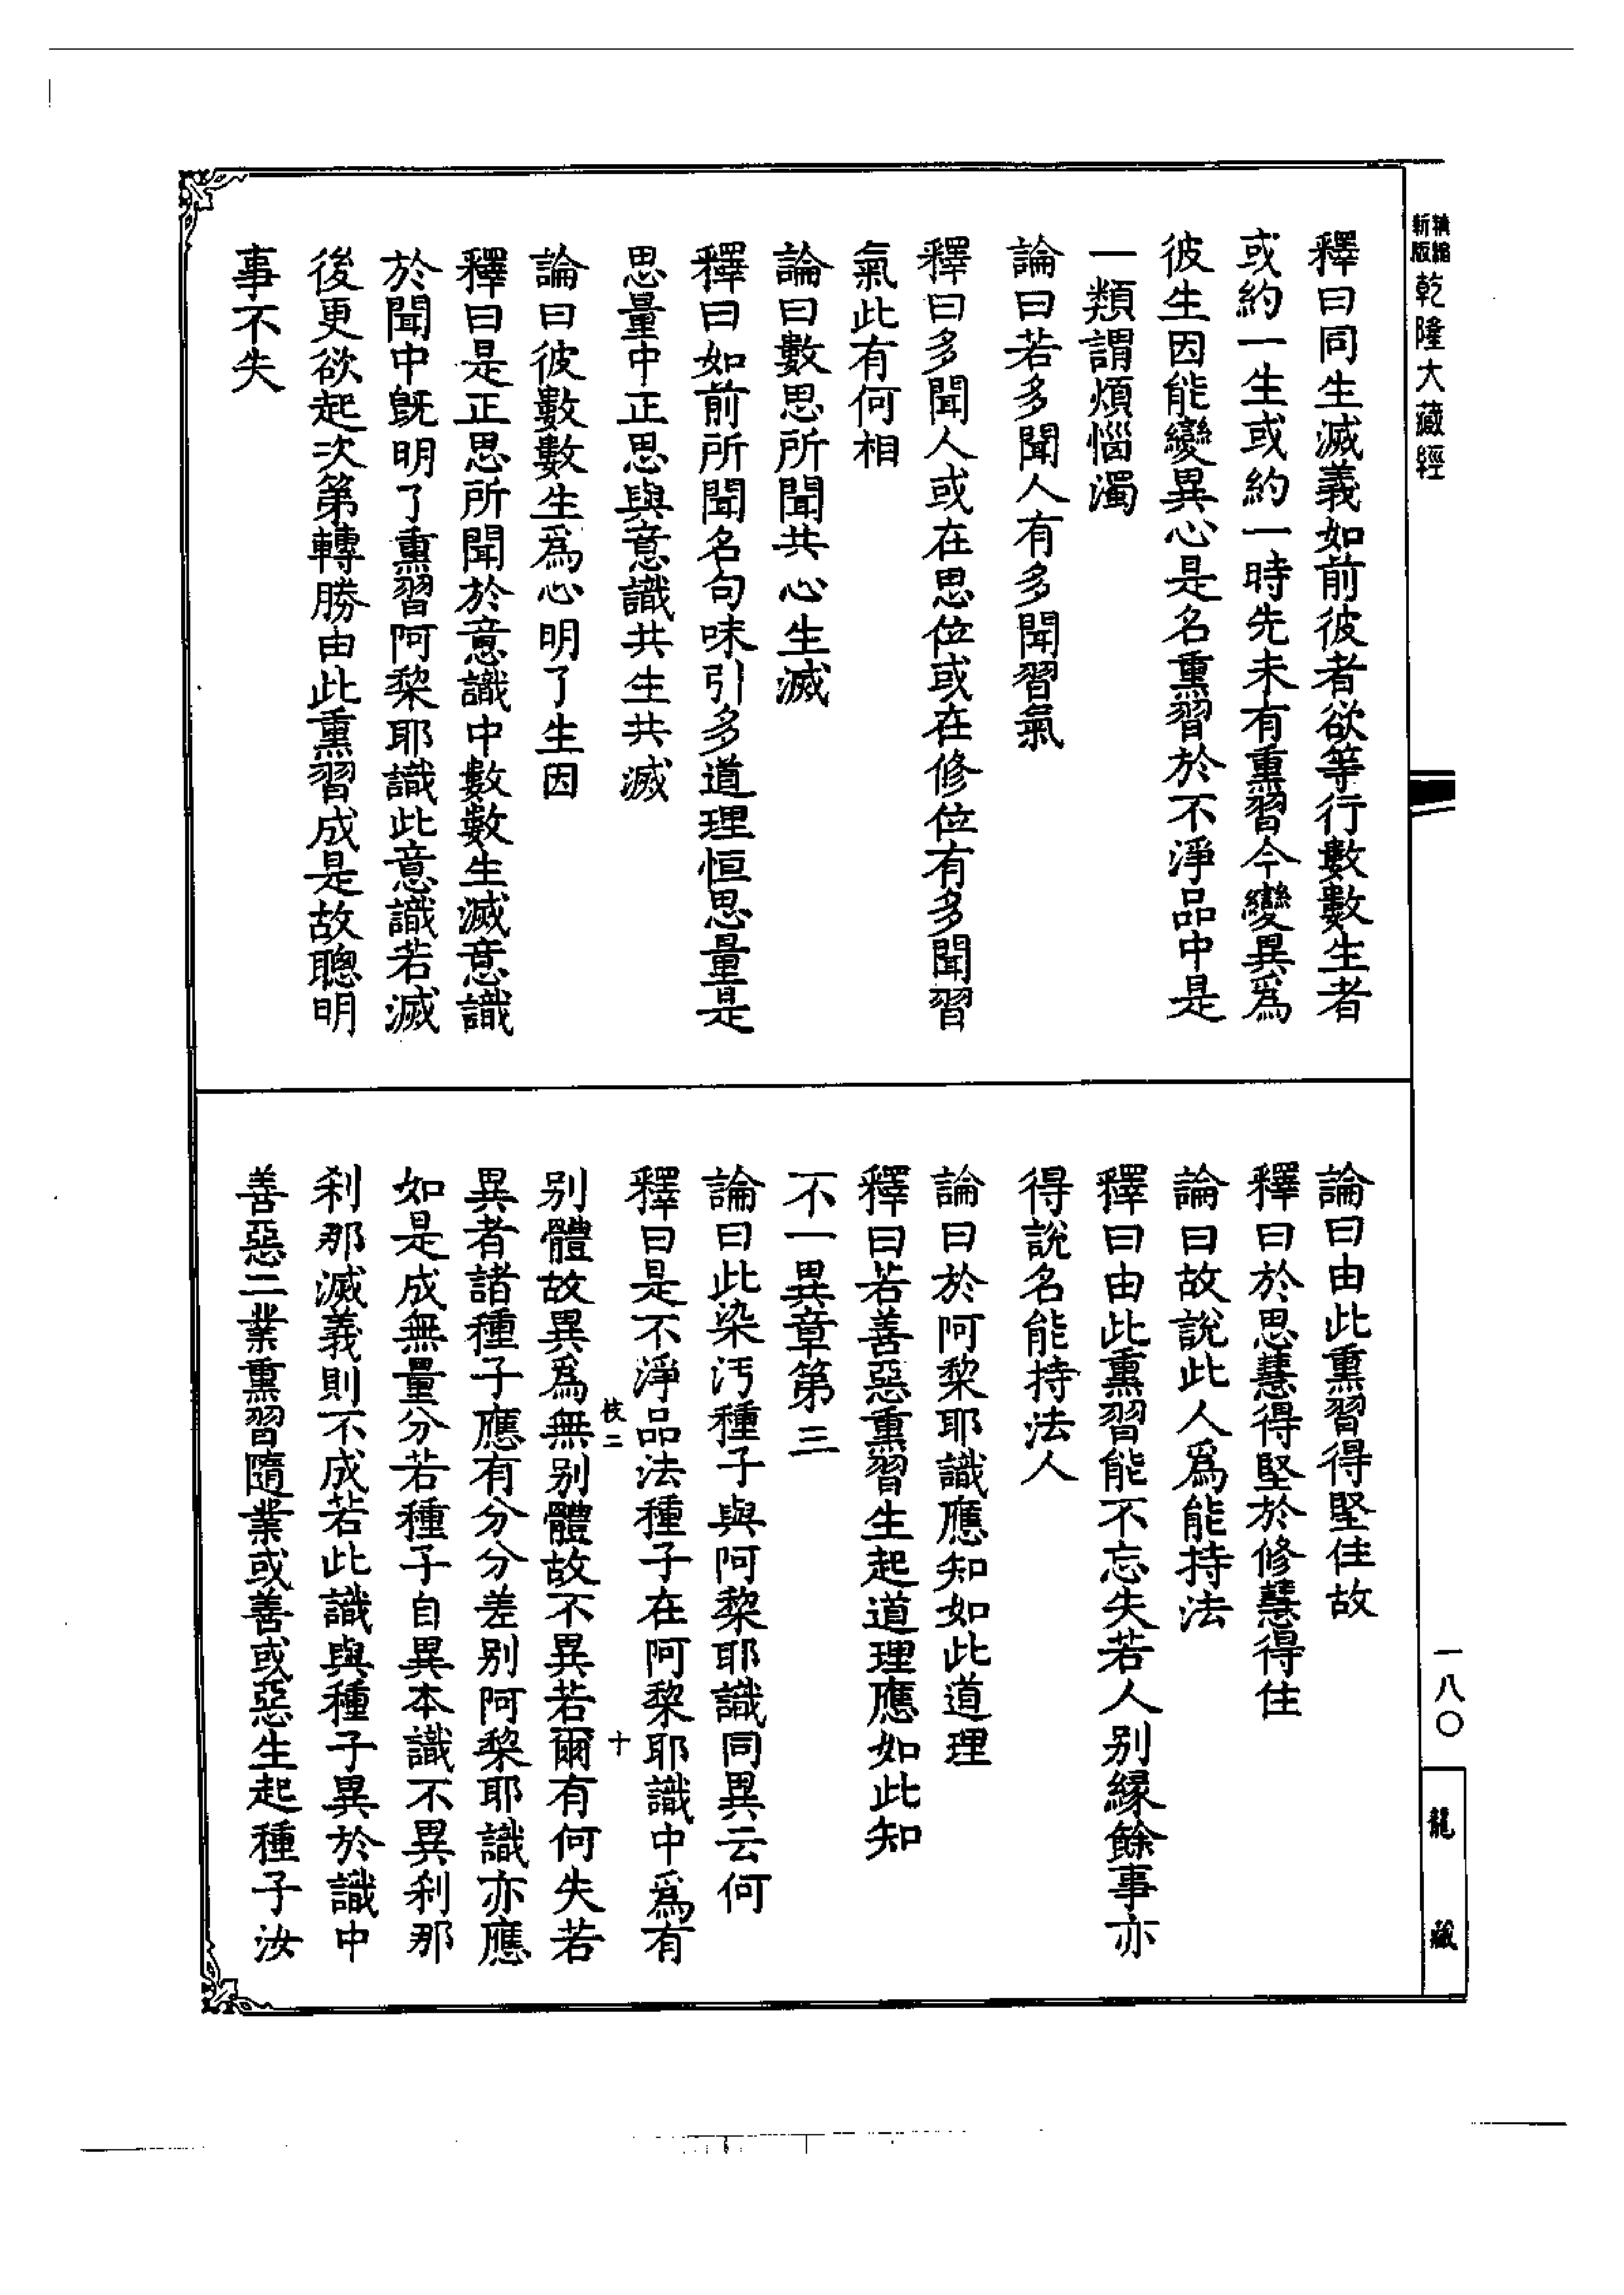 新版
精縮
乾隆大藏經
釋曰同生滅義如前彼者欲等行數數生者
或約一生或約一時先未有熏習今變異爲
彼生因能變異心是名熏習於不淨品中是
一類謂煩惱濁
論曰若多聞人有多聞習氣
釋曰多聞人或在思位或在修位有多聞習
氣此有何相
論曰數思所聞共心生滅
釋曰如前所聞名句味引多道理恒思量是
思量中正思與意識共生共滅
論曰彼數數生爲心明了生因
釋曰是正思所聞於意識中數數生滅意識
於聞中旣明了熏習阿棃耶識此意識若滅
後更欲起次第轉勝由此熏習成是故聰明
事不失
論曰由此熏習得堅住故
釋曰於思慧得堅於修慧得住
論曰故說此人爲能持法
釋曰由此熏習能不忘失若人别縁餘事亦
得說名能持法人
論曰於阿棃耶識應知如此道理
釋曰若善惡熏習生起道理應如此知
不一異章第三
論曰此染汚種子與阿棃耶識同異云何
釋曰是不淨品法種子在阿棃耶識中爲有
别體故異爲無别體故不異若爾有何失若
異者諸種子應有分分差别阿棃耶識亦應
如是成無量分若種子自異本識不異刹那
刹那滅義則不成若此識與種子異於識中
善惡二業熏習隨業或善或惡生起種子汝
十
一八〇
龍藏